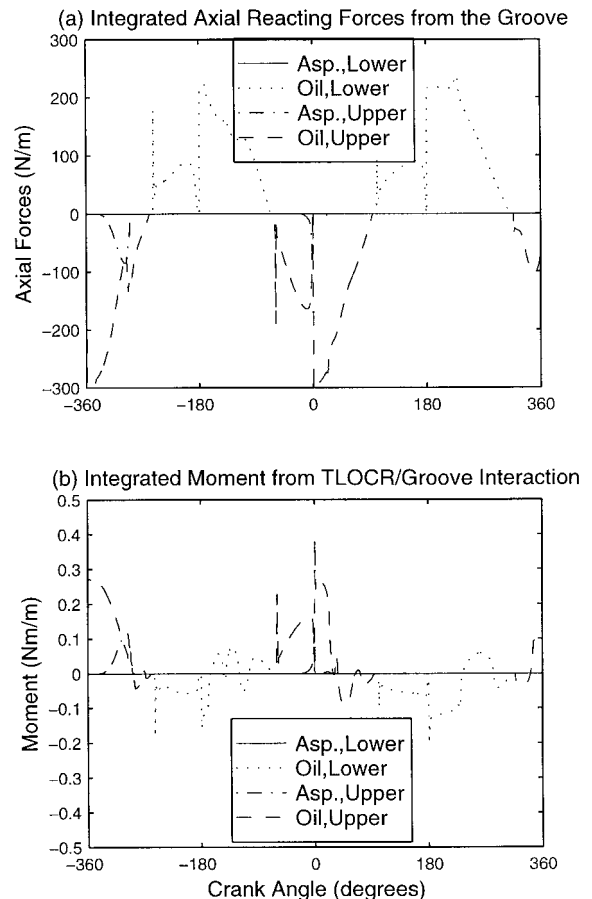 (a) Integrated Axial Reacting Forces from the Groove
300
200
100
0
−100
−200
−300
Axial Forces (N/m)
Asp.,Lower
Oil,Lower
Asp.,Upper
Oil,Upper
−360
−180
0
180
360
(b) Integrated Moment from TLOCR/Groove Interaction
0.5
0.4
0.3
0.2
0.1
0
−0.1
−0.2
−0.3
−0.4
−0.5
Moment (Nm/m)
Asp.,Lower
Oil,Lower
Asp.,Upper
Oil,Upper
−360
−180
0
180
360
Crank Angle (degrees)